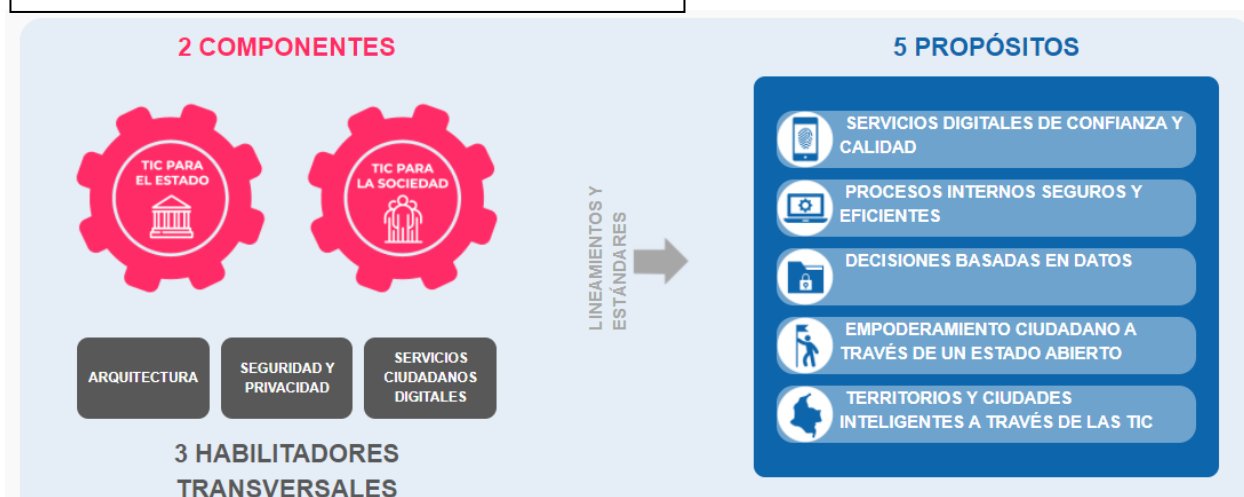 2 COMPONENTES
TIC PARA
EL ESTADO
TIC PARA
LA SOCIEDAD
ARQUITECTURA
SEGURIDAD Y
PRIVACIDAD
SERVICIOS
CIUDADANOS
DIGITALES
3 HABILITADORES
TRANSVERSALES
LINEAMIENTOS Y
ESTÁNDARES
5 PROPÓSITOS
SERVICIOS DIGITALES DE CONFIANZA Y
CALIDAD
PROCESOS INTERNOS SEGUROS Y
EFICIENTES
DECISIONES BASADAS EN DATOS
EMPODERAMIENTO CIUDADANO A
TRAVÉS DE UN ESTADO ABIERTO
TERRITORIOS Y CIUDADES
INTELIGENTES A TRAVÉS DE LAS TIC